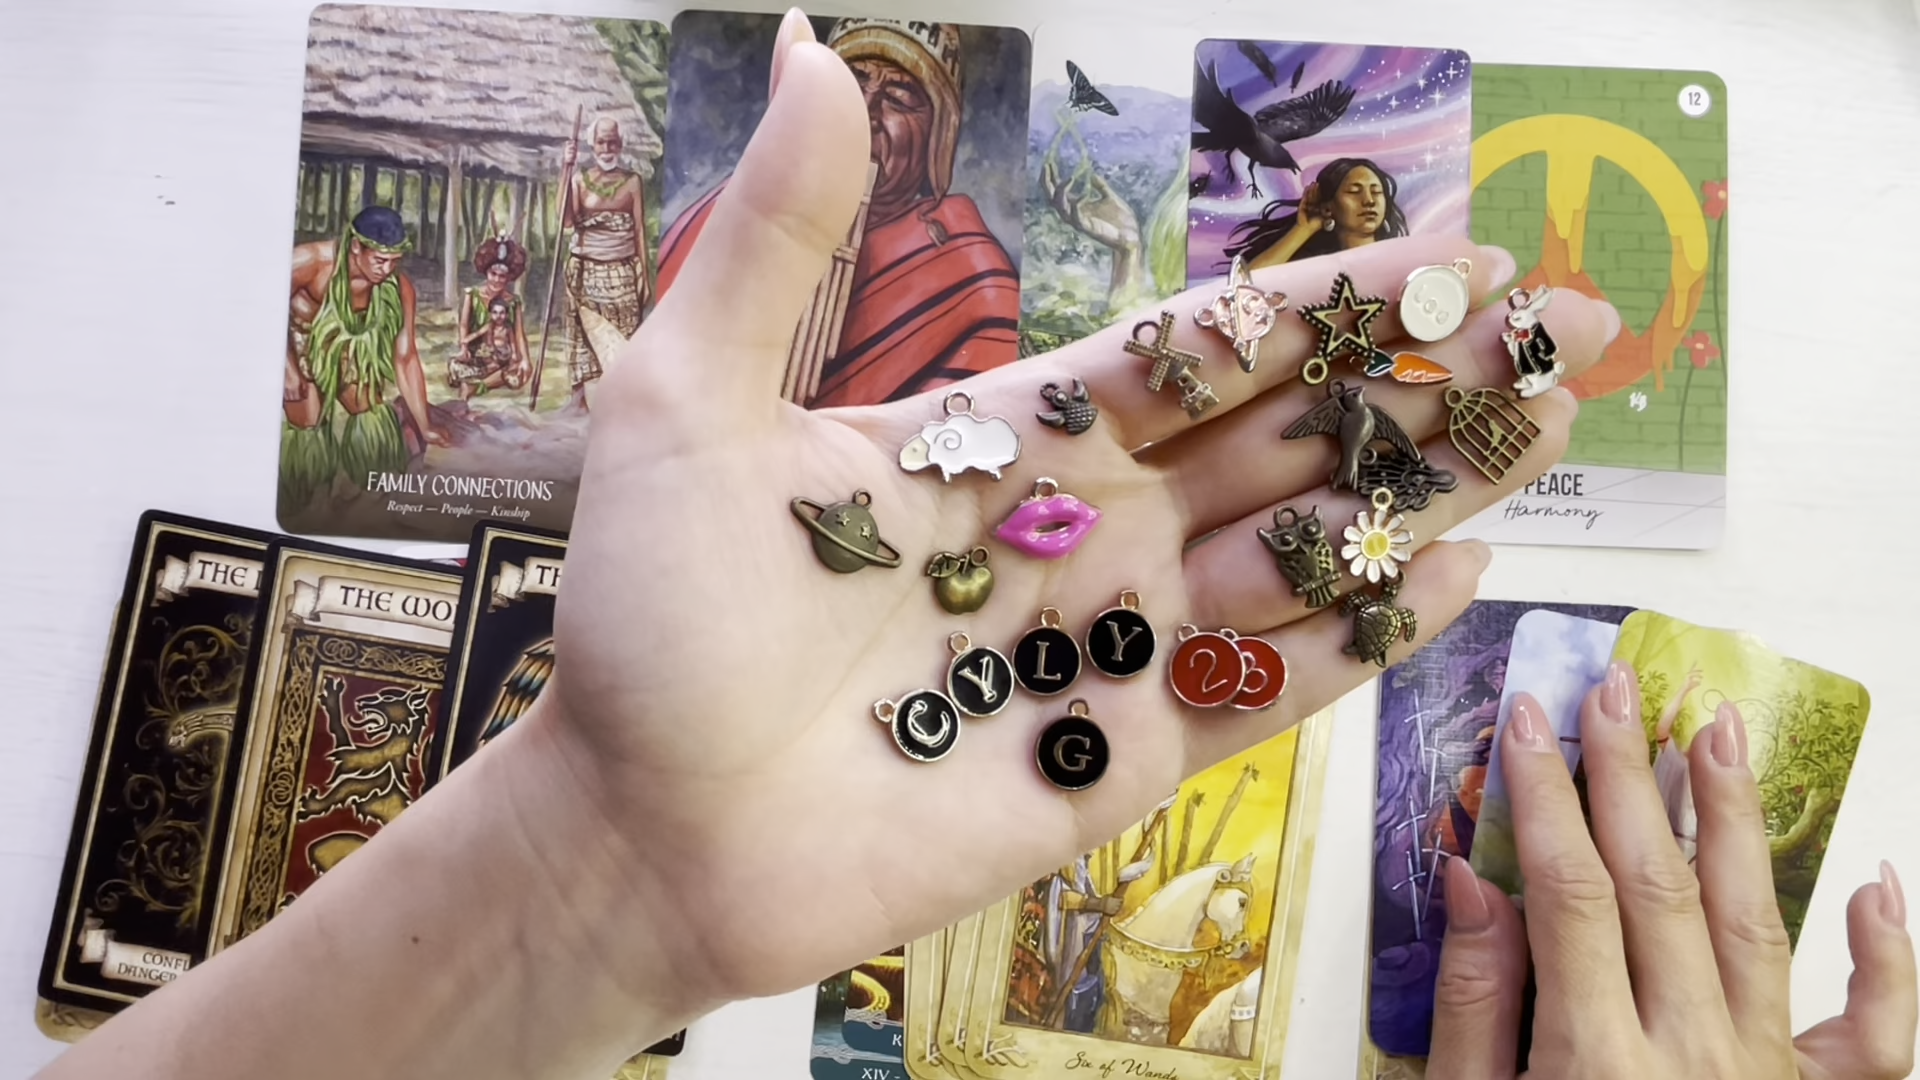 12
FAMILY CONNECTIONS
Respect — People — Kinship
PEACE
Harmony
THE
THE WO
TH
C
Y
L
Y
2
3
G
CONFL
DANGER
K
XIV -
Six of Wands